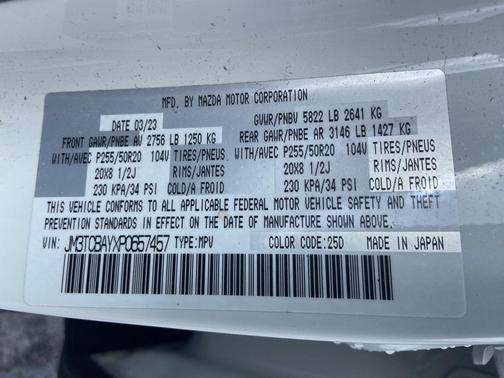 MFD. BY MAZDA MOTOR CORPORATION
DATE 03/23 GVWR/PNBV 5822 LB 2641 KG
FRONT GAWR/PNBE AV 2756 LB 1250 KG REAR GAWR/PNBE AR 3146 LB 1427 KG
WITH/AVEC P255/50R20 104V TIRES/PNEUS WITH/AVEC P255/50R20 104V TIRES/PNEUS
20X8 1/2J RIMS/JANTES 20X8 1/2J RIMS/JANTES
230 KPA/34 PSI COLD/A FROID 230 KPA/34 PSI COLD/A FROID
THIS VEHICLE CONFORMS TO ALL APPLICABLE FEDERAL MOTOR VEHICLE SAFETY/THEFT
PREVENTION STANDARDS IN EFFECT ON THE DATE OF MANUFACTURE SHOWN ABOVE.
VIN: JM3TCBAYXP0657457 TYPE:MPV COLOR CODE:25D MADE IN JAPAN